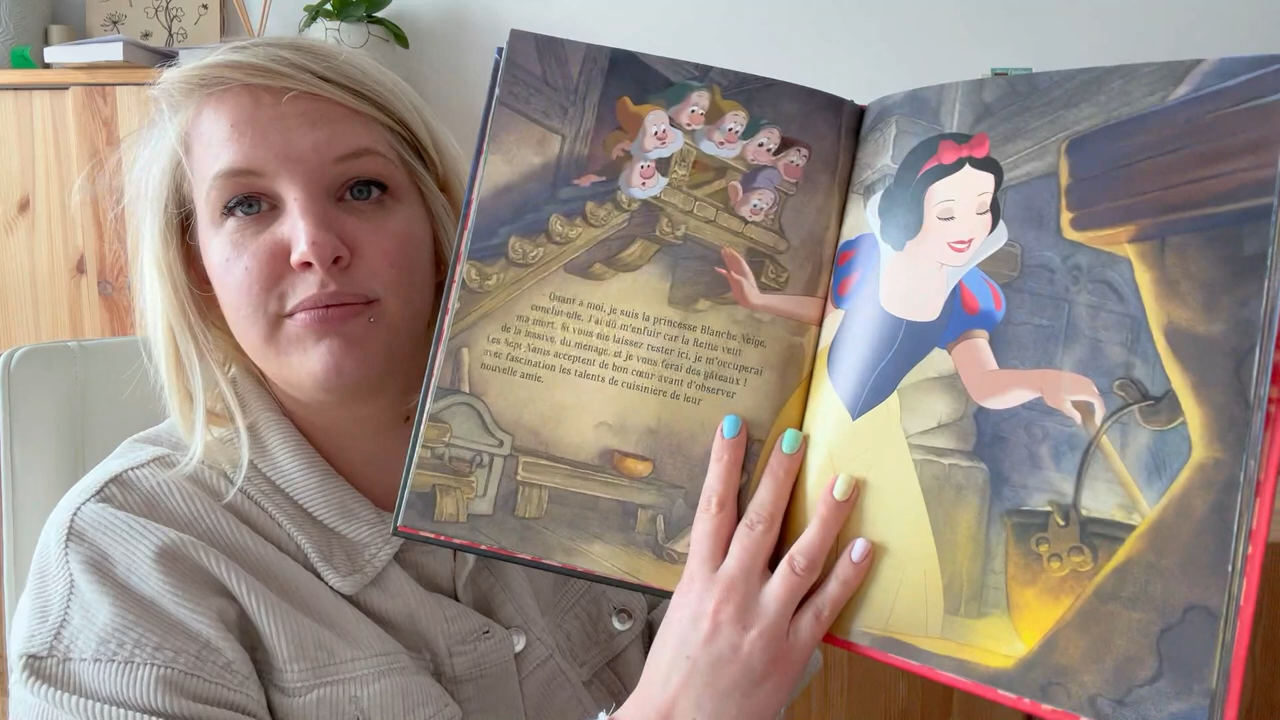 Quant à moi, je suis la princesse Blanche Neige,
conclut-elle. J'ai dû m'enfuir car la Reine veut
ma mort. Si vous me laissez rester ici, je m'occuperai
de la lessive, du ménage, et je vous ferai des gâteaux !
Les Sept Nains acceptent de bon cœur avant d'observer
avec fascination les talents de cuisinière de leur
nouvelle amie.